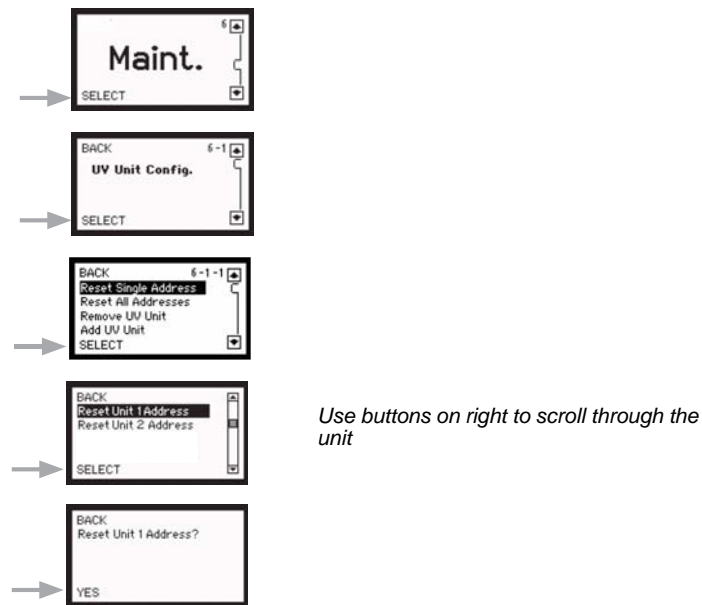 6
Maint.
SELECT
BACK 6-1
UV Unit Config.
SELECT
BACK 6-1-1
Reset Single Address
Reset All Addresses
Remove UV Unit
Add UV Unit
SELECT
BACK
Reset Unit 1 Address
Reset Unit 2 Address
SELECT
Use buttons on right to scroll through the
unit
BACK
Reset Unit 1 Address?
YES